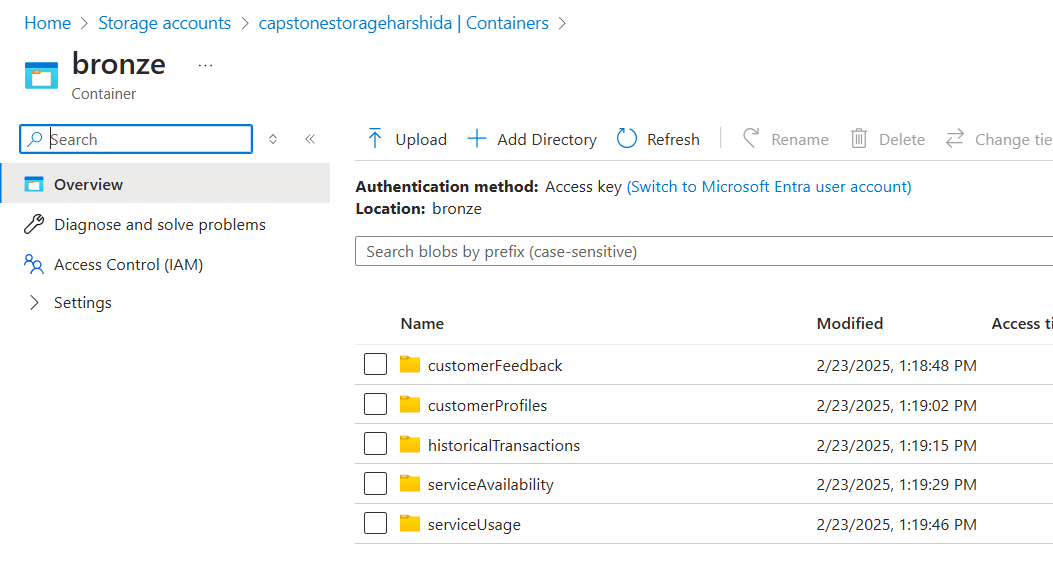 Home > Storage accounts > capstonestorageharshida | Containers >
bronze ...
Container
Search
Overview
Diagnose and solve problems
Access Control (IAM)
Settings
Upload Add Directory Refresh Rename Delete Change tie
Authentication method: Access key (Switch to Microsoft Entra user account)
Location: bronze
Search blobs by prefix (case-sensitive)
Name Modified Access ti
customerFeedback 2/23/2025, 1:18:48 PM
customerProfiles 2/23/2025, 1:19:02 PM
historicalTransactions 2/23/2025, 1:19:15 PM
serviceAvailability 2/23/2025, 1:19:29 PM
serviceUsage 2/23/2025, 1:19:46 PM